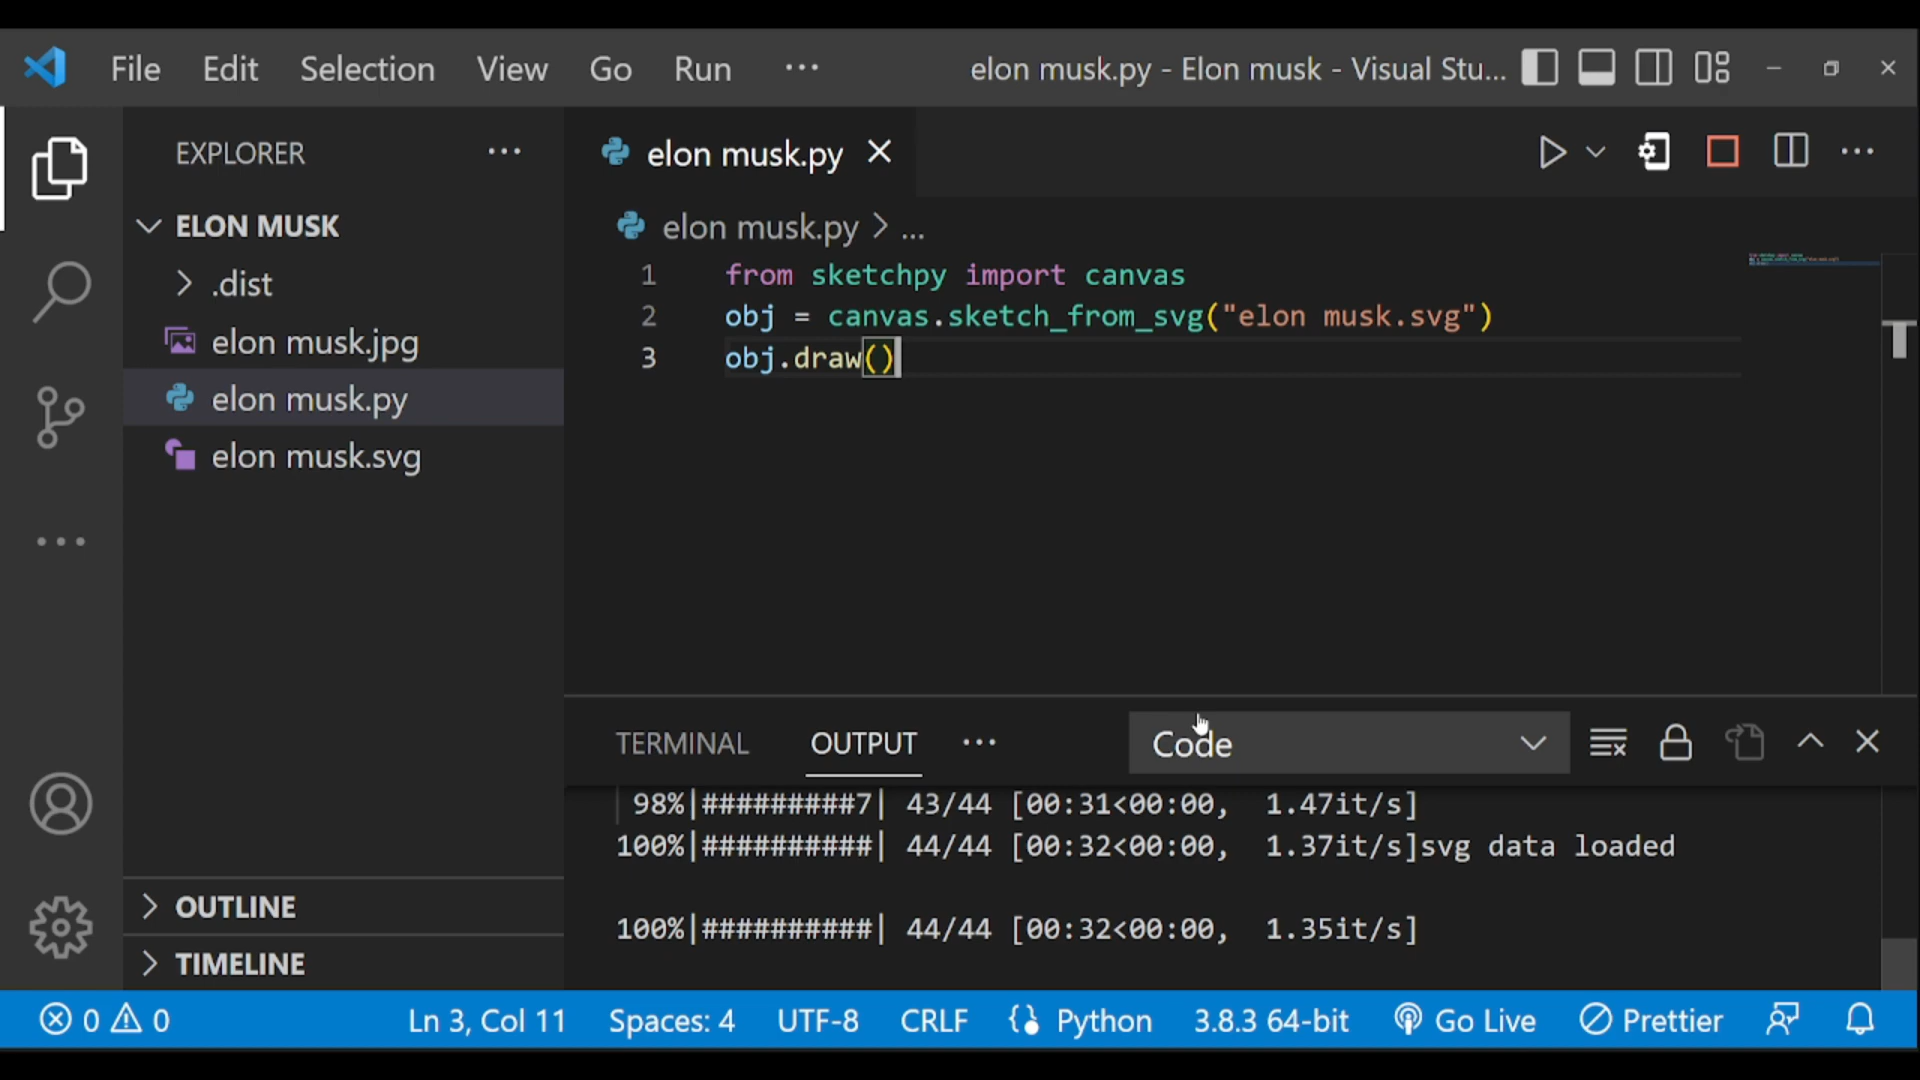 File Edit Selection View Go Run ... elon musk.py - Elon musk - Visual Stu...
EXPLORER ...
elon musk.py
ELON MUSK
elon musk.py > ...
.dist
elon musk.jpg
elon musk.py
elon musk.svg
1 from sketchpy import canvas
2 obj = canvas.sketch_from_svg("elon musk.svg")
3 obj.draw()
TERMINAL OUTPUT ... Code
98%|#########7| 43/44 [00:31<00:00, 1.47it/s]
100%|##########| 44/44 [00:32<00:00, 1.37it/s]svg data loaded
100%|##########| 44/44 [00:32<00:00, 1.35it/s]
OUTLINE
TIMELINE
0 0 Ln 3, Col 11 Spaces: 4 UTF-8 CRLF Python 3.8.3 64-bit Go Live Prettier